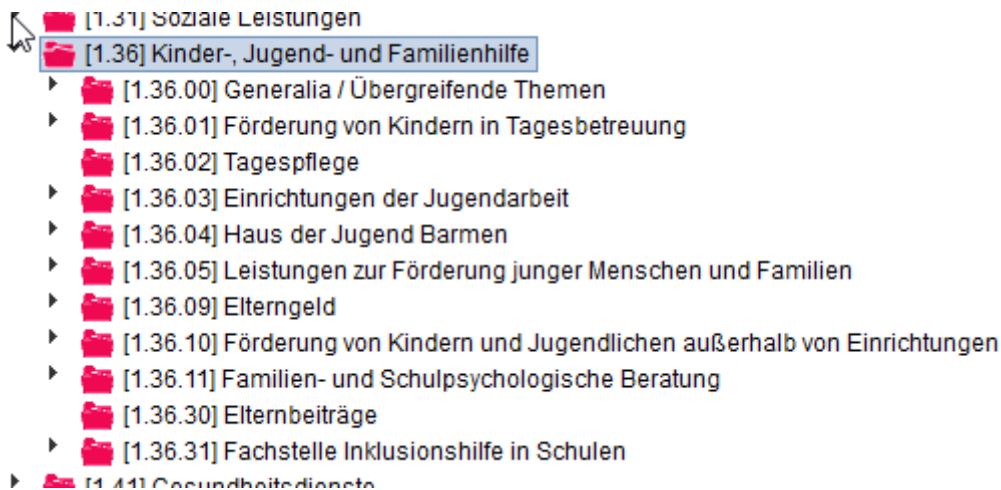 [1.31] Soziale Leistungen
[1.36] Kinder-, Jugend- und Familienhilfe
[1.36.00] Generalia / Übergreifende Themen
[1.36.01] Förderung von Kindern in Tagesbetreuung
[1.36.02] Tagespflege
[1.36.03] Einrichtungen der Jugendarbeit
[1.36.04] Haus der Jugend Barmen
[1.36.05] Leistungen zur Förderung junger Menschen und Familien
[1.36.09] Elterngeld
[1.36.10] Förderung von Kindern und Jugendlichen außerhalb von Einrichtungen
[1.36.11] Familien- und Schulpsychologische Beratung
[1.36.30] Elternbeiträge
[1.36.31] Fachstelle Inklusionshilfe in Schulen
[1.41] Gesundheitsdienste